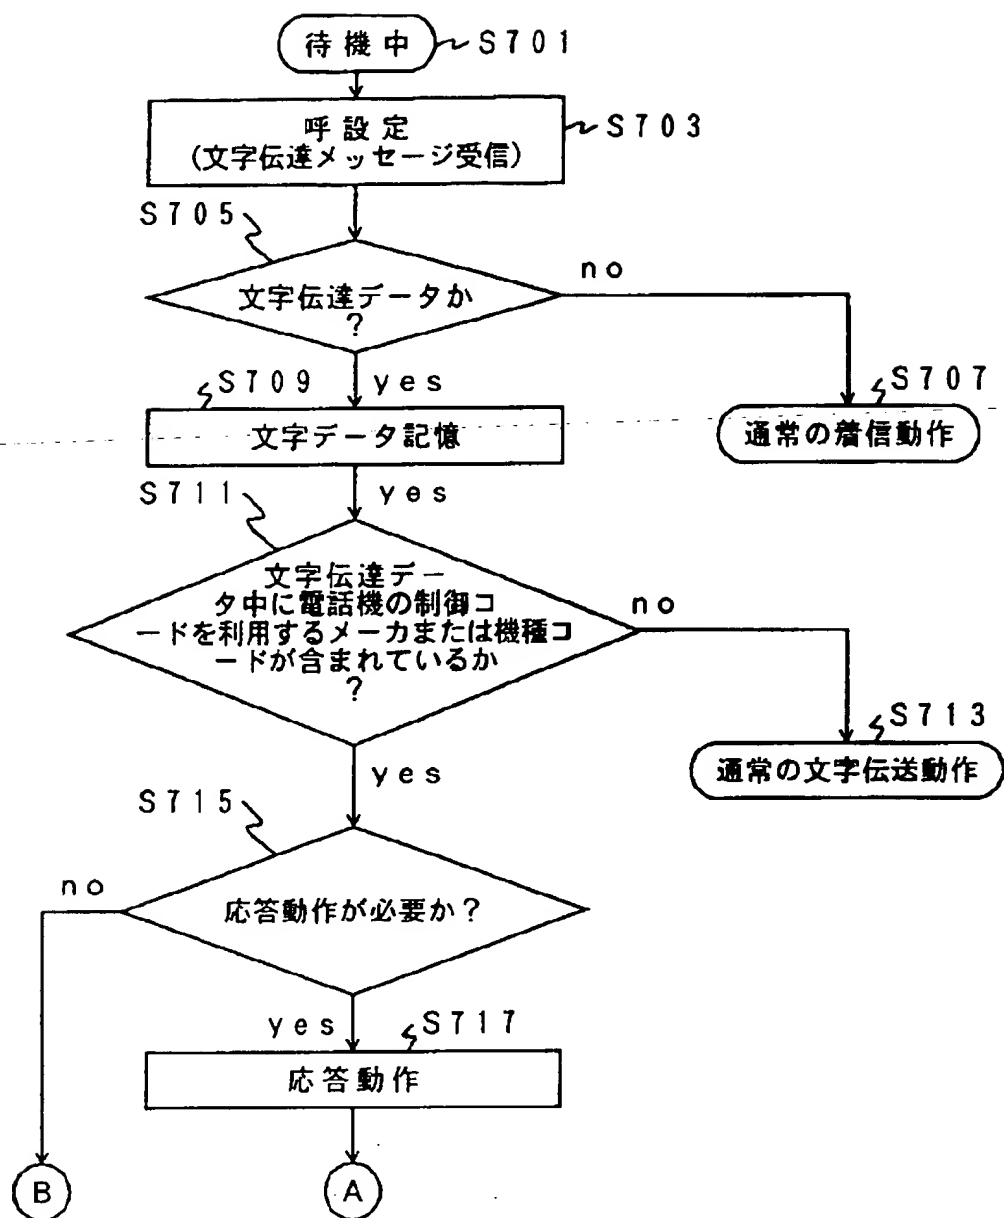 待機中
S701
呼設定
(文字伝達メッセージ受信)
S703
S705
文字伝達データか
?
no
yes
S707
通常の着信動作
S709
文字データ記憶
yes
S711
文字伝達デー
タ中に電話機の制御コ
ードを利用するメーカまたは機種コ
ードが含まれているか
?
no
S713
通常の文字伝送動作
yes
S715
応答動作が必要か?
no
yes
S717
応答動作
B
A